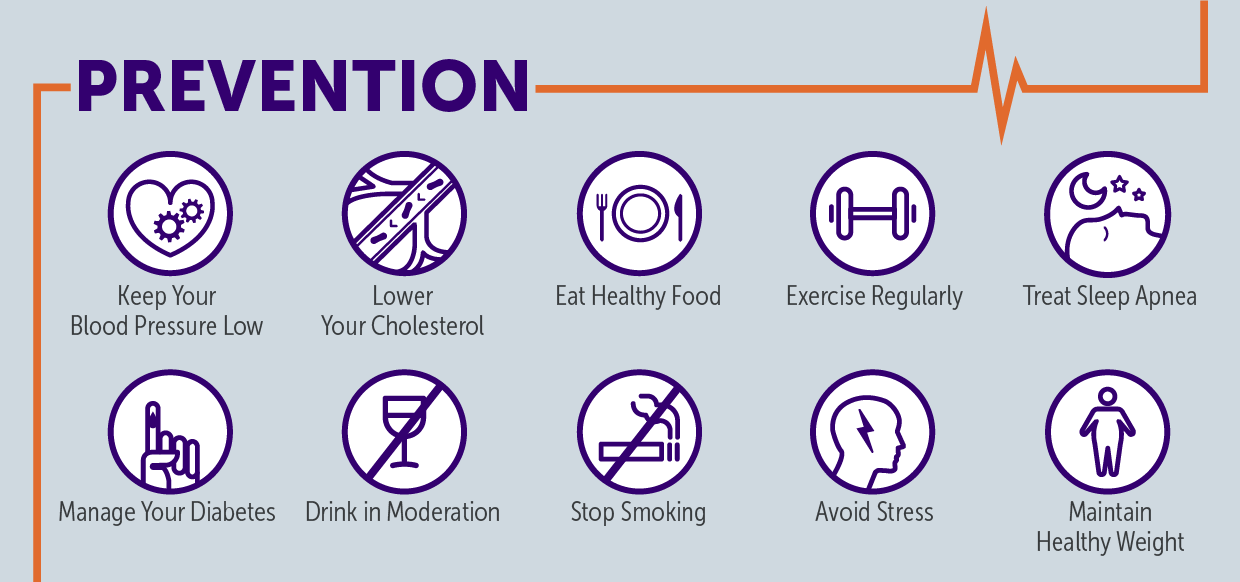 PREVENTION
Keep Your
Blood Pressure Low
Lower
Your Cholesterol
Eat Healthy Food
Exercise Regularly
Treat Sleep Apnea
Manage Your Diabetes
Drink in Moderation
Stop Smoking
Avoid Stress
Maintain
Healthy Weight